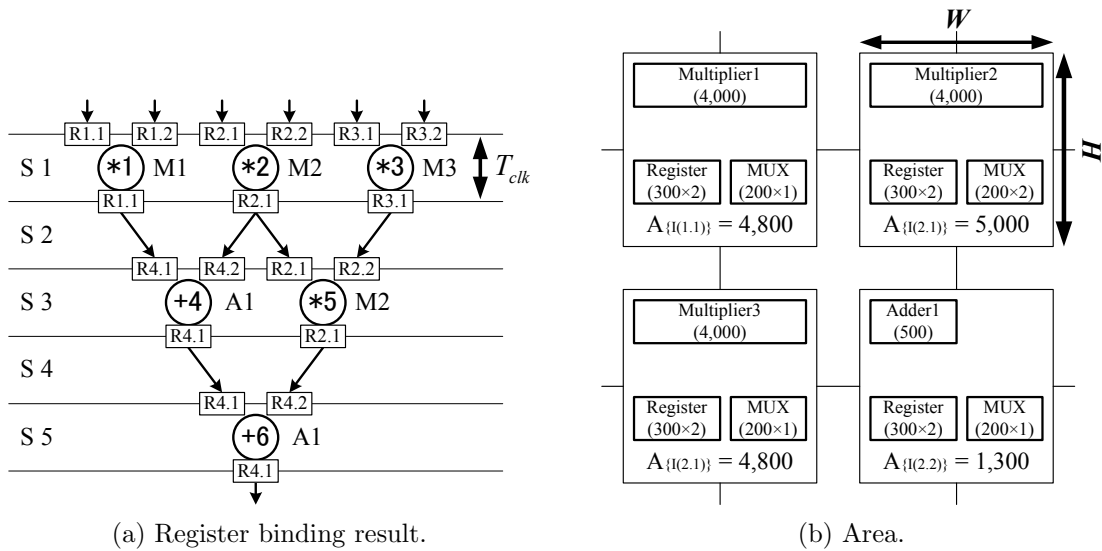 R1.1 R1.2 R2.1 R2.2 R3.1 R3.2
S 1 *1 M1 *2 M2 *3 M3 T_clk
R1.1 R2.1 R3.1
S 2
R4.1 R4.2 R2.1 R2.2
S 3 +4 A1 *5 M2
R4.1 R2.1
S 4
R4.1 R4.2
S 5 +6 A1
R4.1
(a) Register binding result.
W
H
Multiplier1
(4,000)
Register
(300×2)
MUX
(200×1)
A{I(1.1)} = 4,800
Multiplier2
(4,000)
Register
(300×2)
MUX
(200×2)
A{I(2.1)} = 5,000
Multiplier3
(4,000)
Register
(300×2)
MUX
(200×1)
A{I(2.1)} = 4,800
Adder1
(500)
Register
(300×2)
MUX
(200×1)
A{I(2.2)} = 1,300
(b) Area.